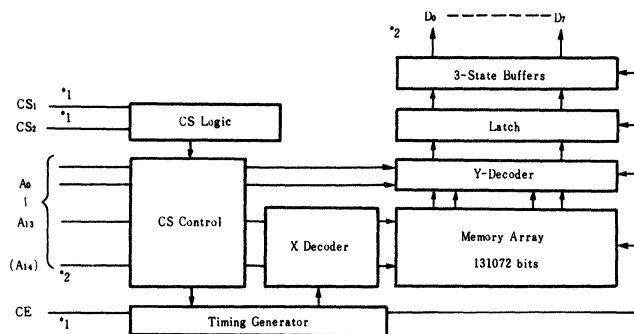 D₀ ------ D₇
*2
3-State Buffers
CS₁ *1
CS₂ *1
CS Logic
Latch
Y-Decoder
A₀
≀
A₁₃
(A₁₄) *2
CS Control
X Decoder
Memory Array
131072 bits
CE *1
Timing Generator